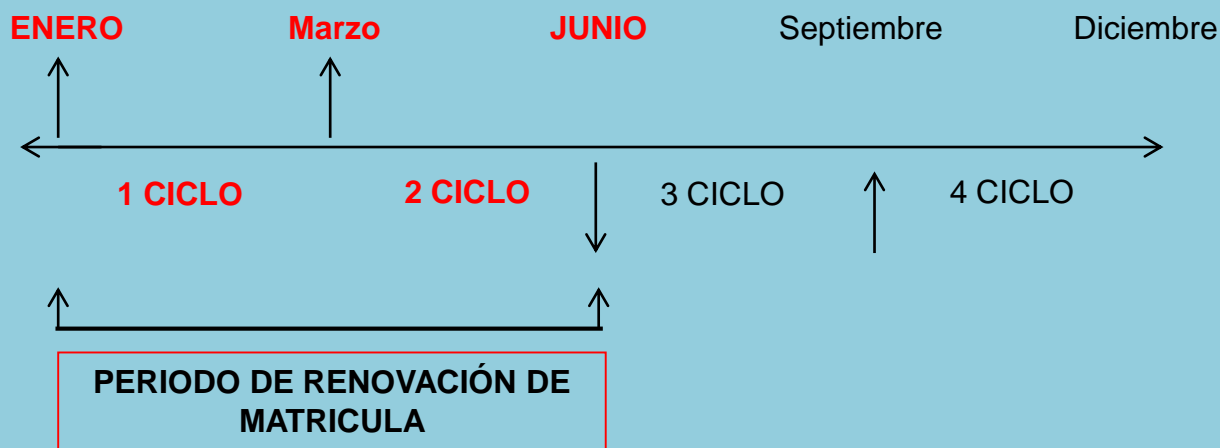 ENERO Marzo JUNIO Septiembre Diciembre
1 CICLO 2 CICLO 3 CICLO 4 CICLO
PERIODO DE RENOVACIÓN DE
MATRICULA